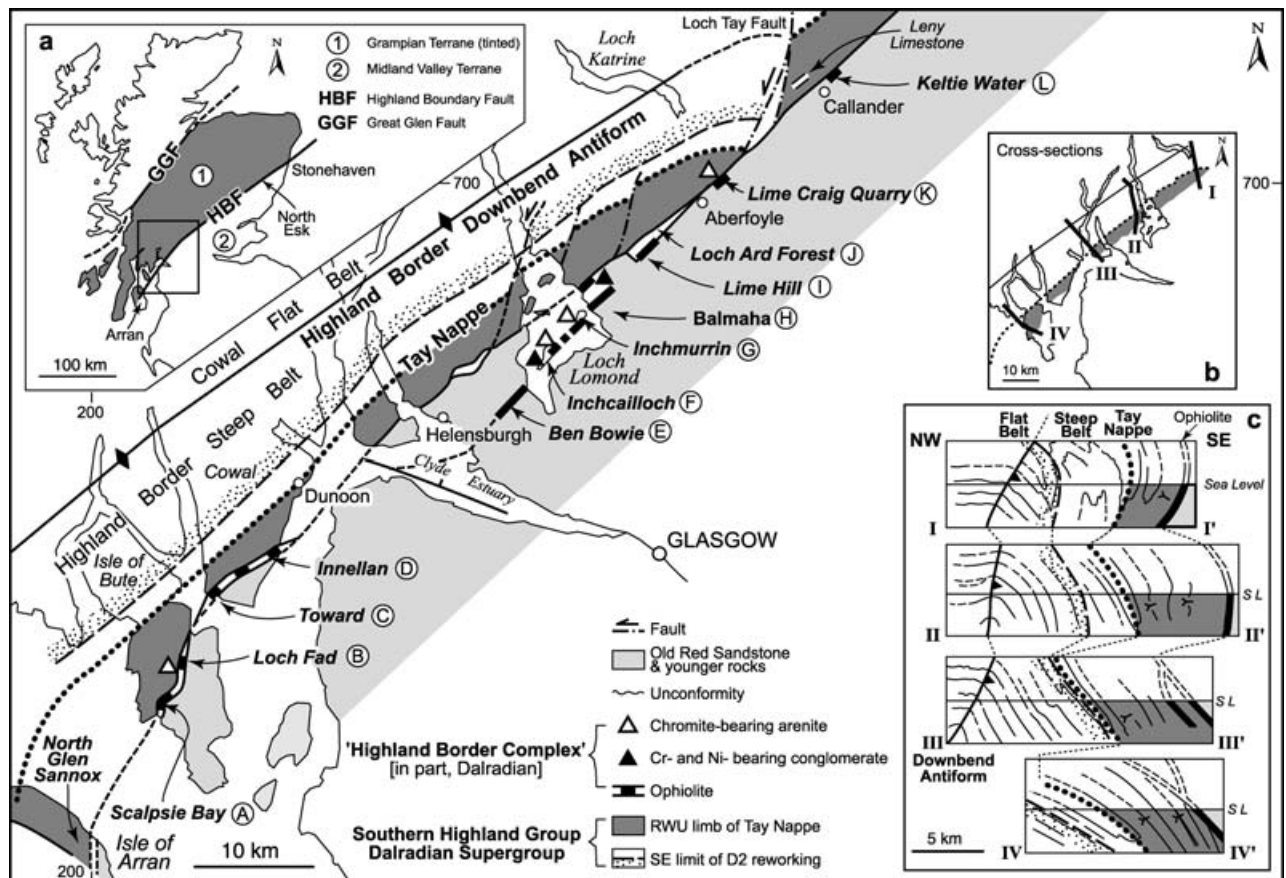 a
N
1 Grampian Terrane (tinted)
2 Midland Valley Terrane
HBF Highland Boundary Fault
GGF Great Glen Fault
GGF
1
HBF
Stonehaven
North
Esk
2
Arran
100 km
Loch
Katrine
Loch Tay Fault
Leny
Limestone
Keltie Water L
Callander
N
700
700
Lime Craig Quarry K
Aberfoyle
Loch Ard Forest J
Lime Hill I
Balmaha H
Inchmurrin G
Loch
Lomond
Inchcailloch F
Ben Bowie E
Helensburgh
Clyde
Estuary
GLASGOW
Cowal Flat Belt
Highland Border Downbend Antiform
Tay Nappe
200
Highland Border Steep Belt
Cowal
Dunoon
Isle of
Bute
Innellan D
Toward C
Loch Fad B
Scalpsie Bay A
North
Glen
Sannox
Isle of
Arran
200
10 km
Fault
Old Red Sandstone
& younger rocks
Unconformity
'Highland Border Complex'
[in part, Dalradian]
Chromite-bearing arenite
Cr- and Ni- bearing conglomerate
Ophiolite
Southern Highland Group
Dalradian Supergroup
RWU limb of Tay Nappe
SE limit of D2 reworking
Cross-sections
N
I
II
III
IV
10 km
b
c
NW
Flat
Belt
Steep
Belt
Tay
Nappe
Ophiolite
SE
Sea Level
I
I'
S L
II
II'
S L
III
III'
Downbend
Antiform
S L
5 km
IV
IV'